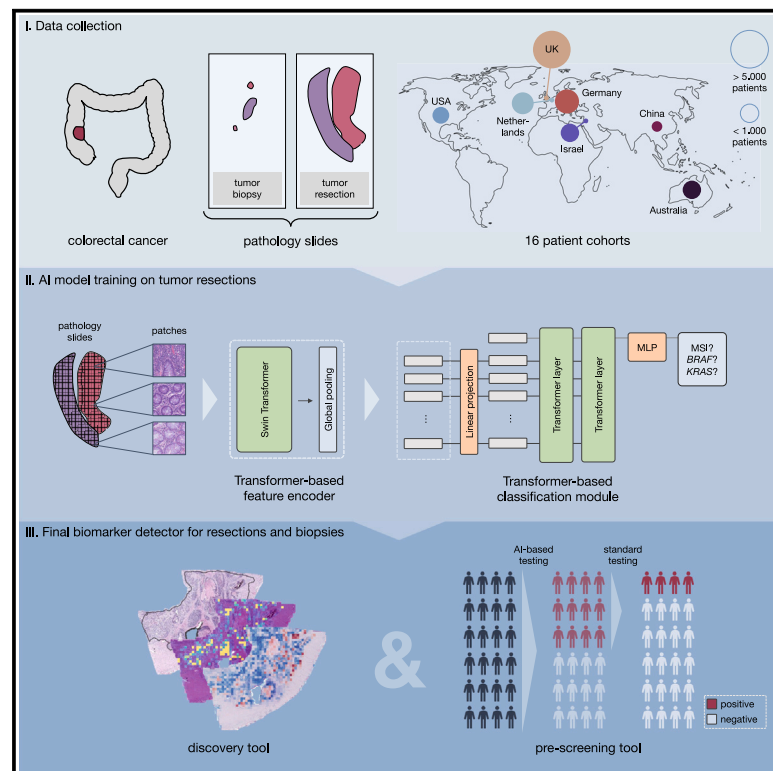 I. Data collection
tumor
biopsy
tumor
resection
colorectal cancer
pathology slides
UK
USA
Germany
Nether-
lands
Israel
China
Australia
16 patient cohorts
> 5.000
patients
< 1.000
patients
II. AI model training on tumor resections
pathology
slides
patches
Swin Transformer
Global pooling
Transformer-based
feature encoder
Linear projection
Transformer layer
Transformer layer
MLP
MSI?
BRAF?
KRAS?
...
...
Transformer-based
classification module
III. Final biomarker detector for resections and biopsies
discovery tool
&
AI-based
testing
standard
testing
positive
negative
pre-screening tool